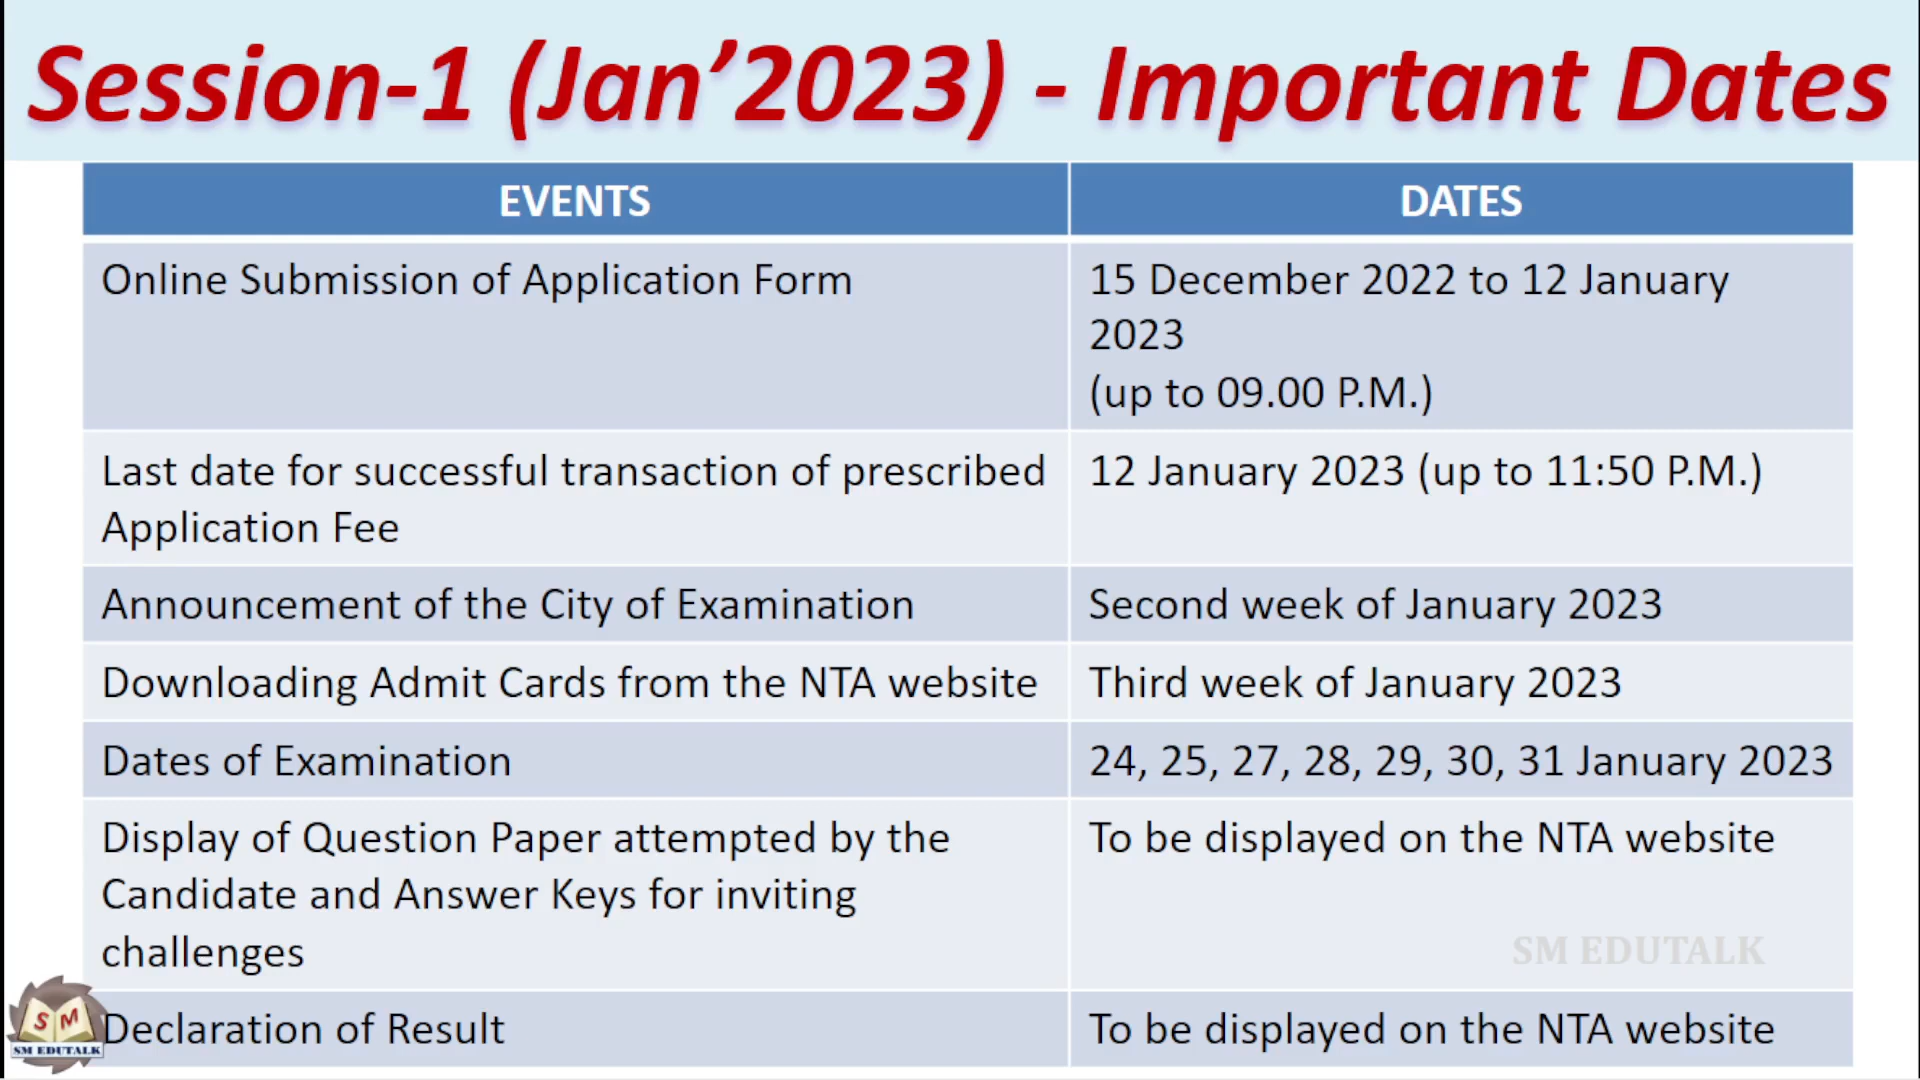 Session-1 (Jan’2023) - Important Dates
EVENTS
DATES
Online Submission of Application Form
15 December 2022 to 12 January
2023
(up to 09.00 P.M.)
Last date for successful transaction of prescribed
Application Fee
12 January 2023 (up to 11:50 P.M.)
Announcement of the City of Examination
Second week of January 2023
Downloading Admit Cards from the NTA website
Third week of January 2023
Dates of Examination
24, 25, 27, 28, 29, 30, 31 January 2023
Display of Question Paper attempted by the
Candidate and Answer Keys for inviting
challenges
To be displayed on the NTA website
SM EDUTALK
Declaration of Result
To be displayed on the NTA website
S M
SM EDUTALK